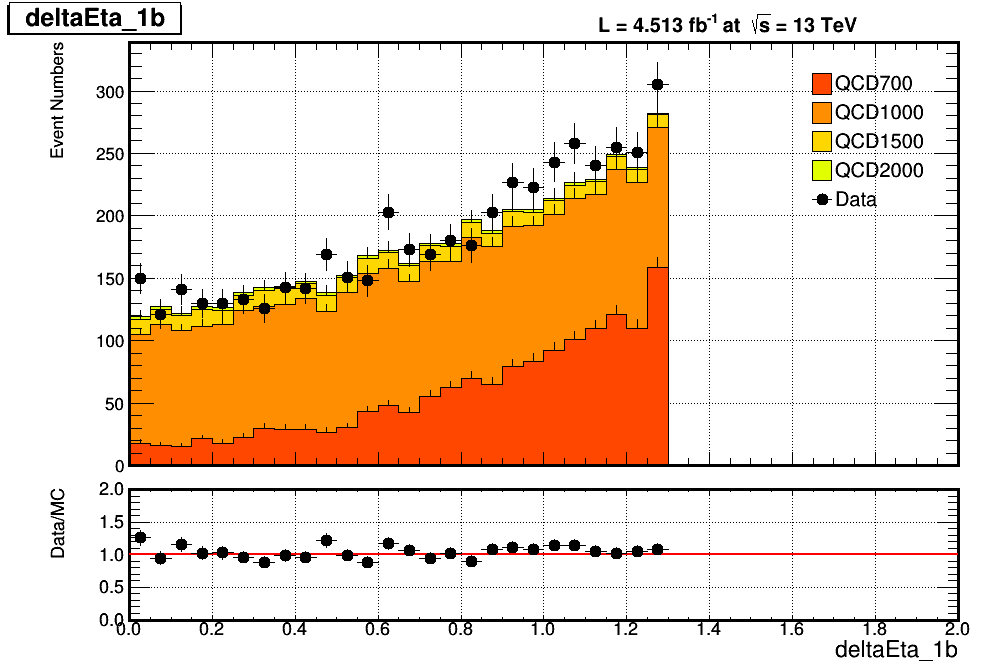 deltaEta_1b
L = 4.513 fb⁻¹ at √s = 13 TeV
Event Numbers
300
250
200
150
100
50
0
QCD700
QCD1000
QCD1500
QCD2000
Data
Data/MC
2.0
1.5
1.0
0.5
0.0
0.0 0.2 0.4 0.6 0.8 1.0 1.2 1.4 1.6 1.8 2.0
deltaEta_1b